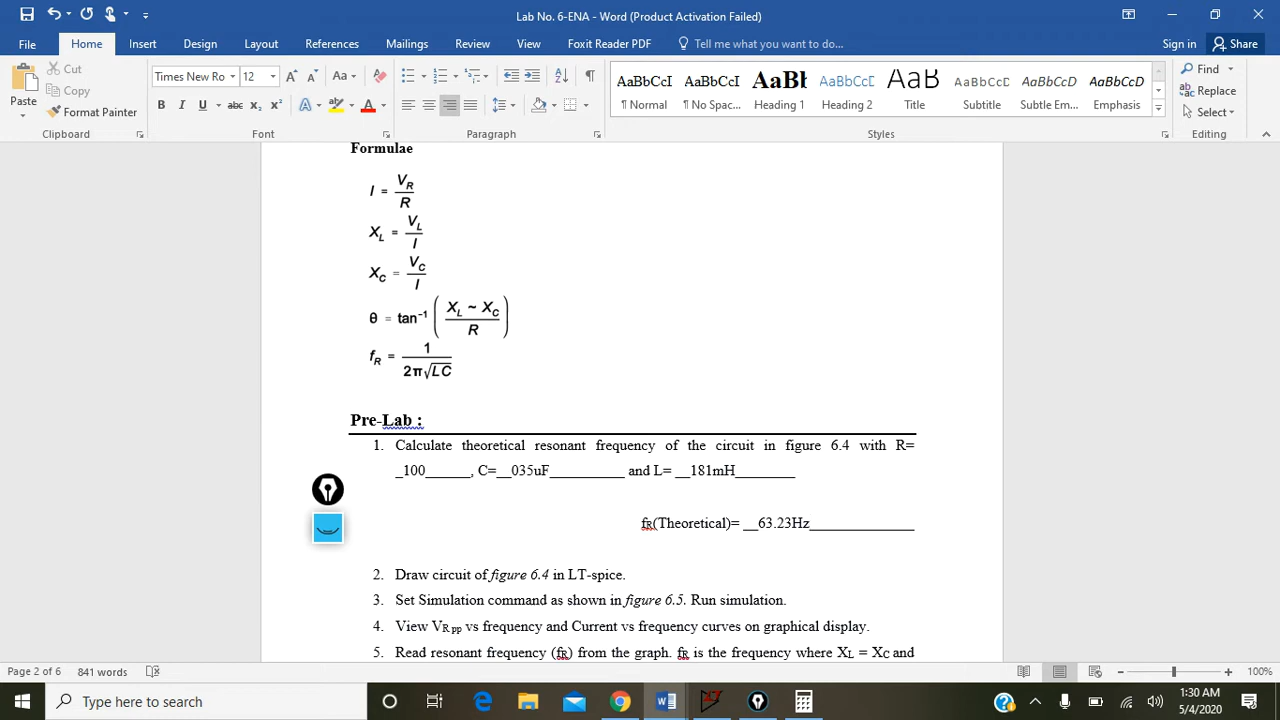 Lab No. 6-ENA - Word (Product Activation Failed)
File Home Insert Design Layout References Mailings Review View Foxit Reader PDF Tell me what you want to do... Sign in Share
Paste
Cut
Copy
Format Painter
Clipboard
Times New Ro 12
Font
Paragraph
AaBbCcI AaBbCcI AaBb AaBbCcI AaB AaBbCcI AaBbCcD AaBbCcD
¶ Normal ¶ No Spac... Heading Heading Title Subtitle Subtle Em... Emphasis
Styles
Find
Replace
Select
Editing
Formulae
I = V_R / R
X_L = V_L / I
X_C = V_C / I
θ = tan⁻¹ ( X_L ~ X_C / R )
f_R = 1 / 2π√LC
Pre-Lab :
1. Calculate theoretical resonant frequency of the circuit in figure 6.4 with R=
_100______, C=__035uF__________ and L= __181mH________
fR(Theoretical)= __63.23Hz______________
2. Draw circuit of figure 6.4 in LT-spice.
3. Set Simulation command as shown in figure 6.5. Run simulation.
4. View VR pp vs frequency and Current vs frequency curves on graphical display.
5. Read resonant frequency (fR) from the graph. fR is the frequency where XL = XC and
Page 2 of 6 841 words 100%
Type here to search
1:30 AM
5/4/2020